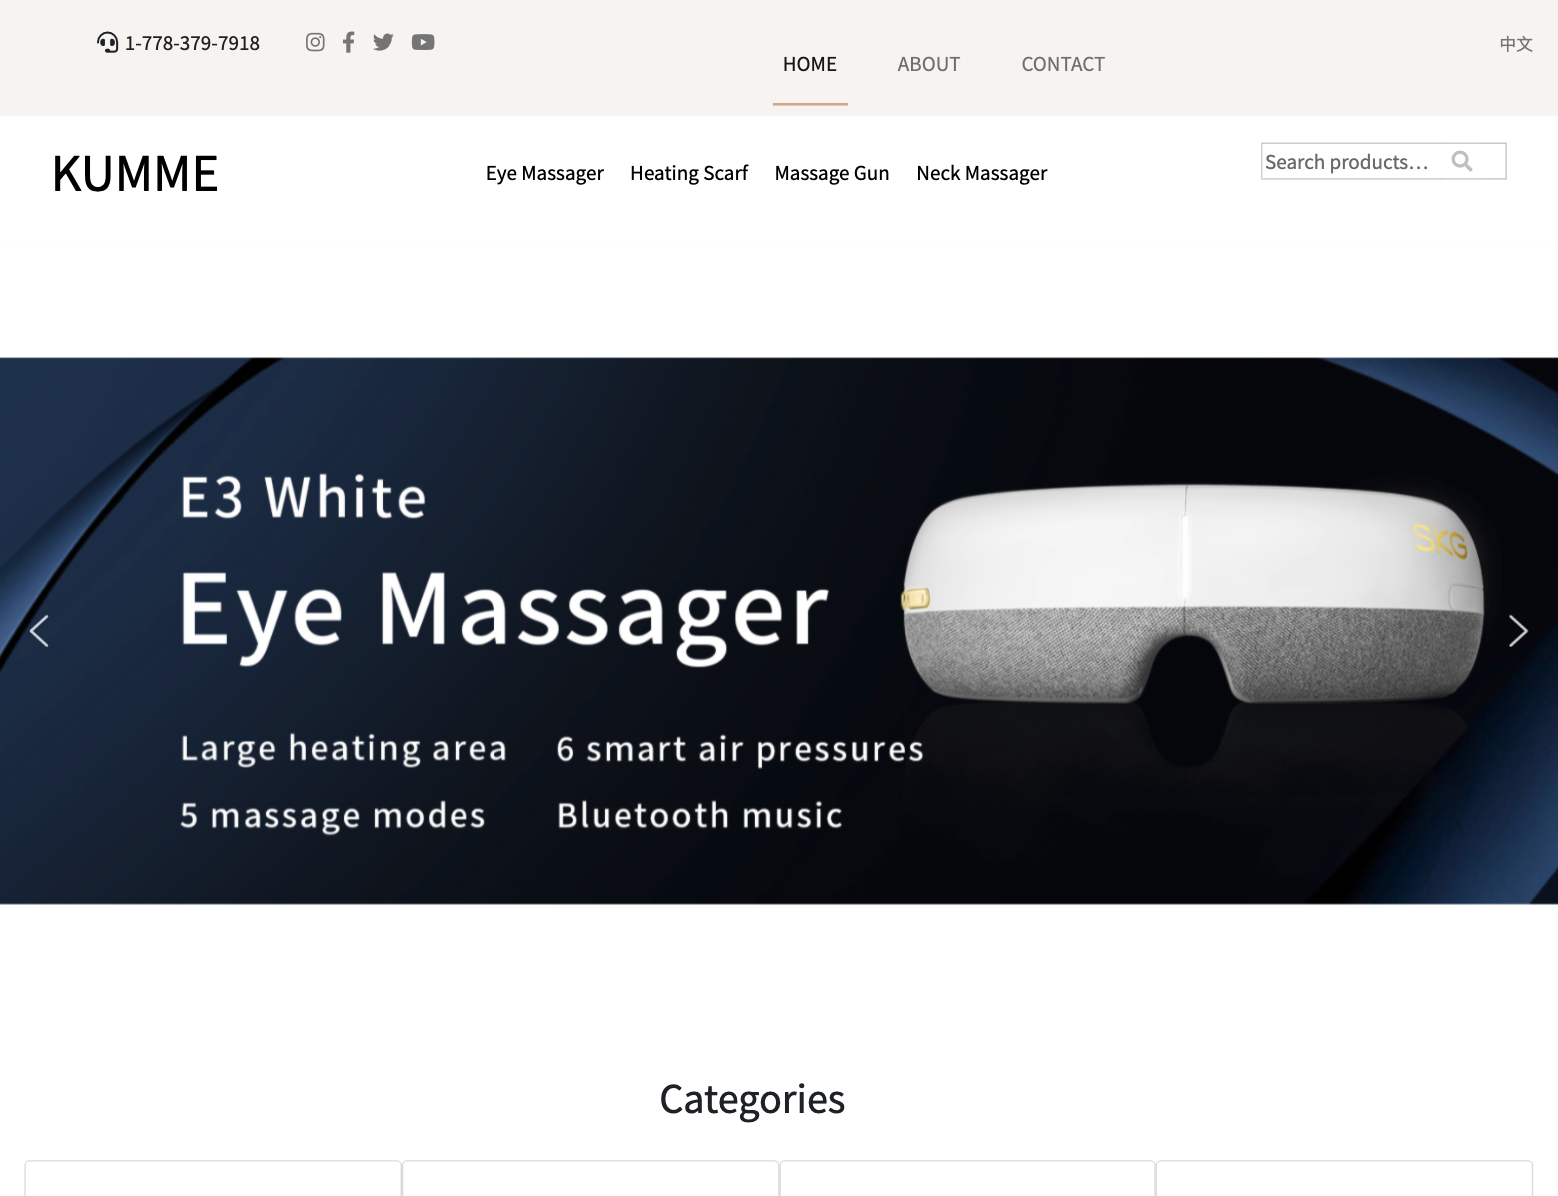 1-778-379-7918
HOME ABOUT CONTACT
中文
KUMME
Eye Massager Heating Scarf Massage Gun Neck Massager
Search products…
E3 White
Eye Massager
SKG
Large heating area 6 smart air pressures
5 massage modes Bluetooth music
Categories